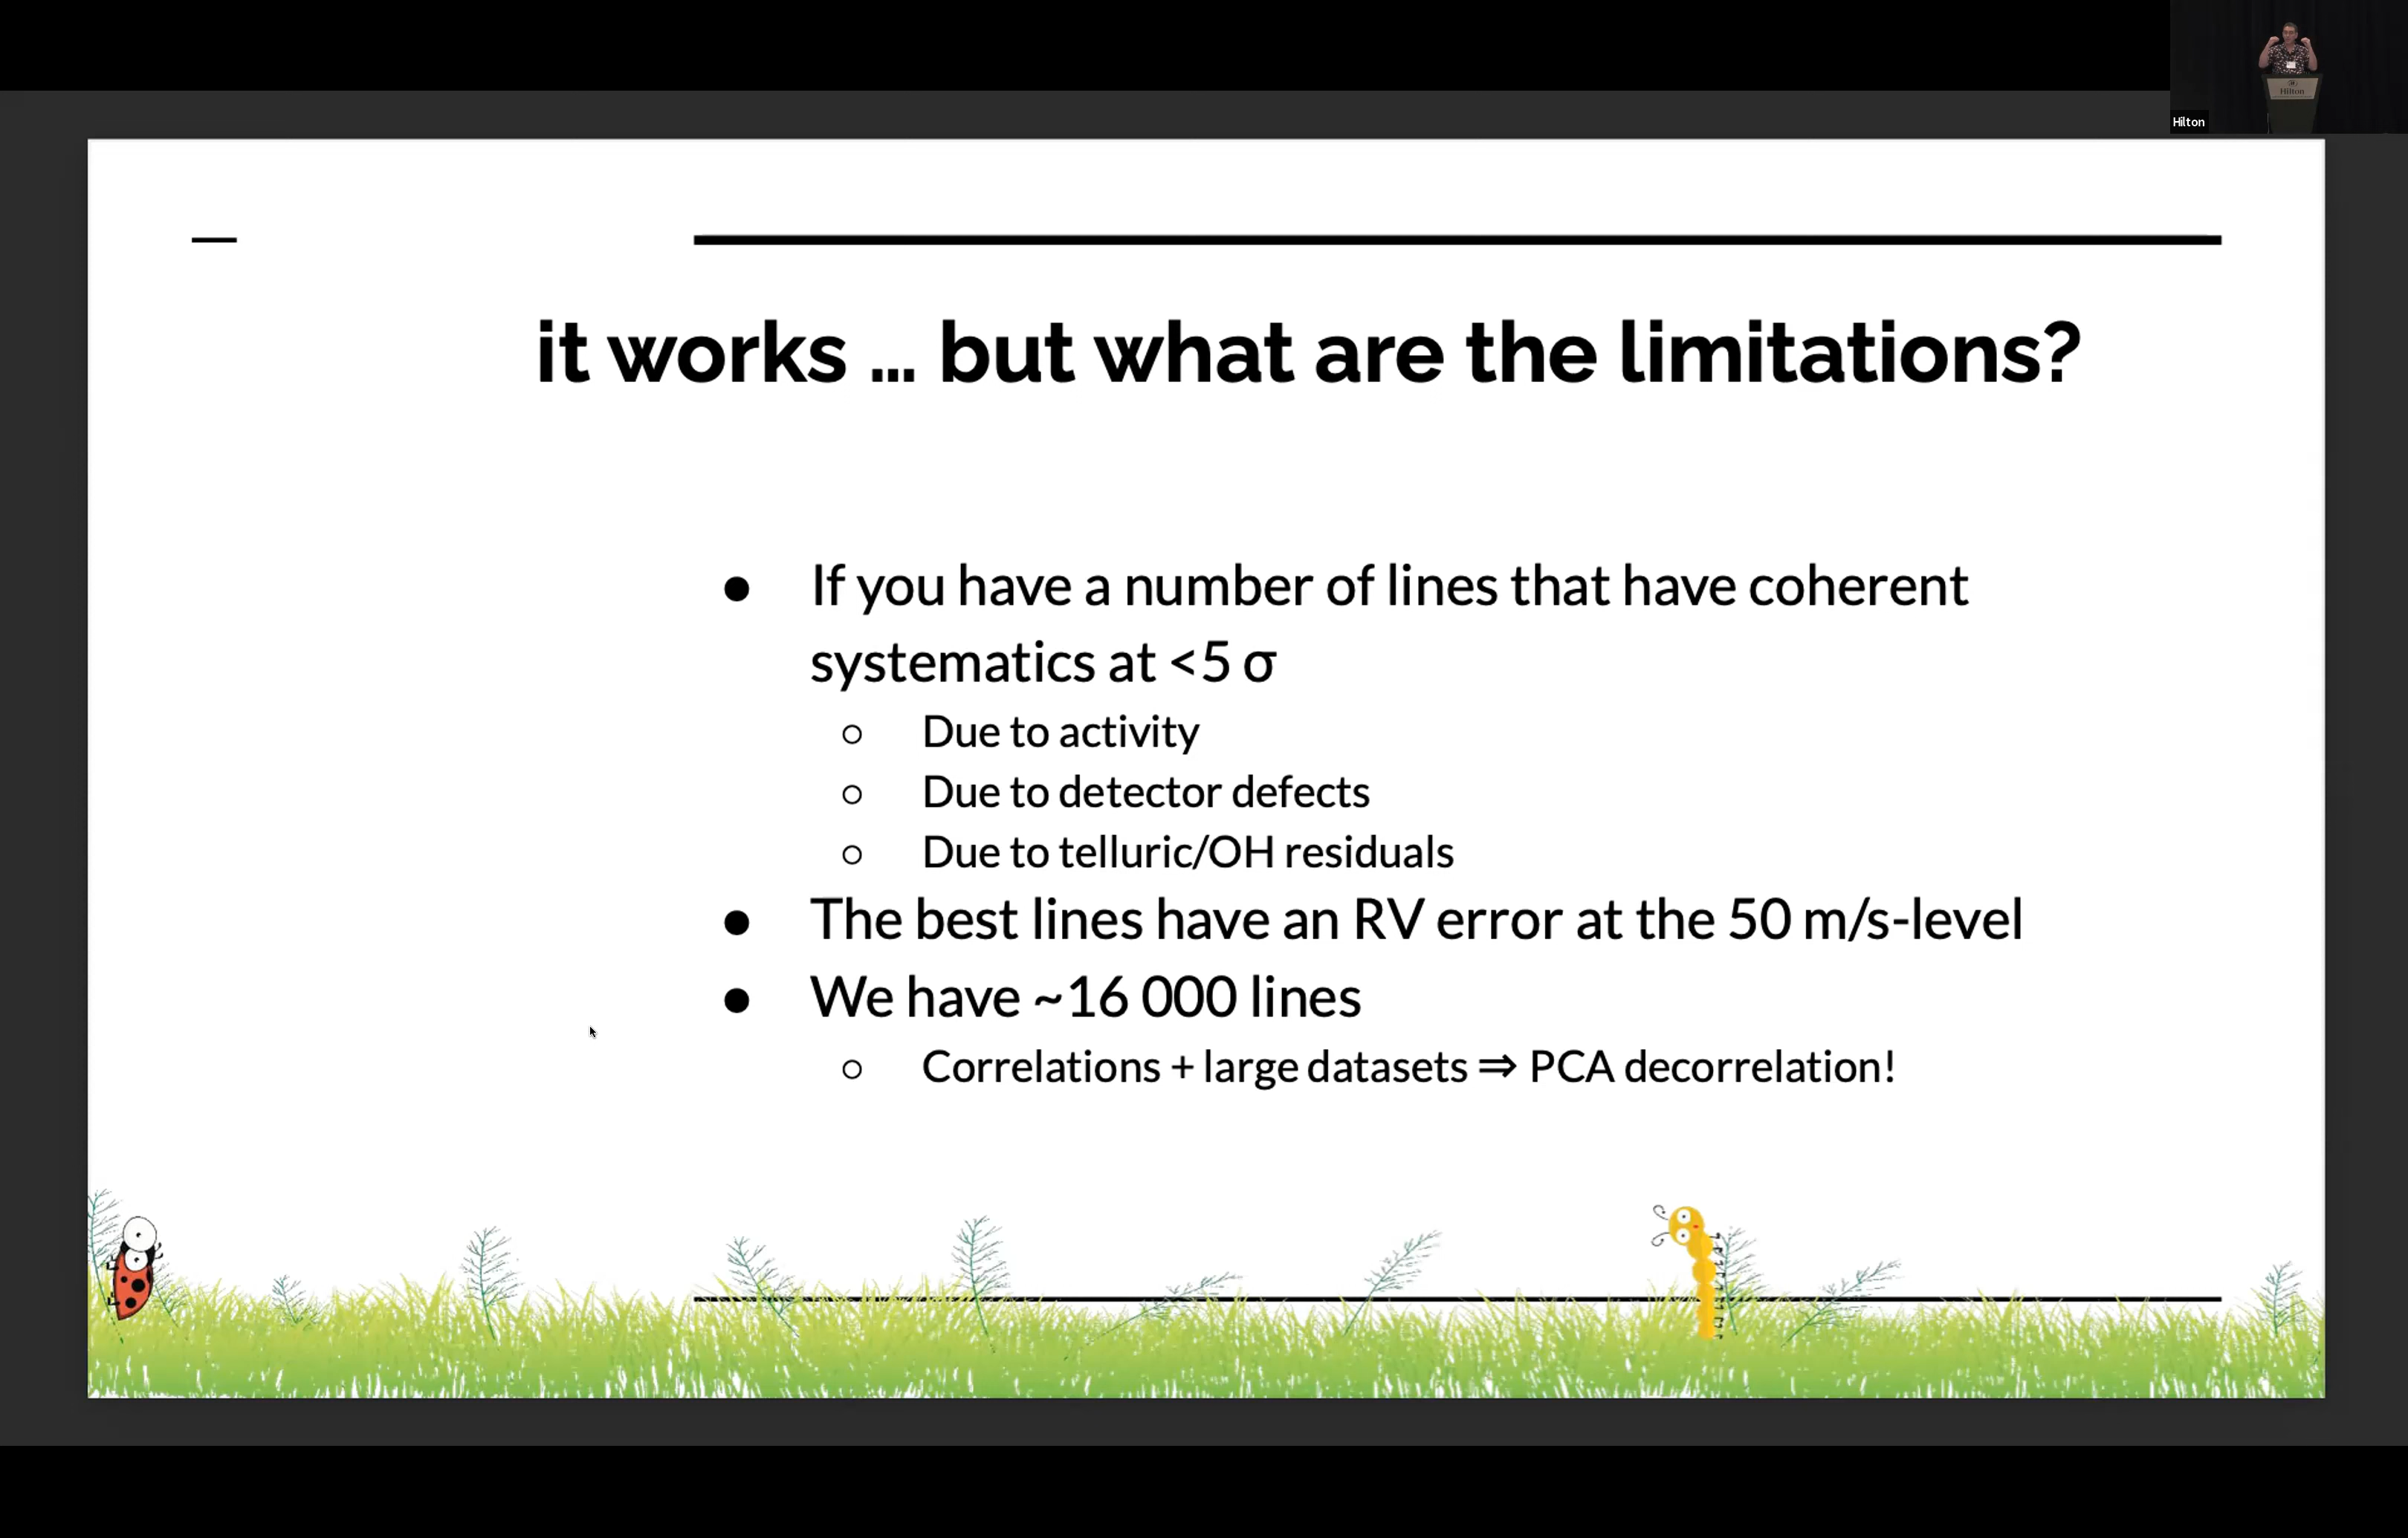 Hilton
Hilton
it works ... but what are the limitations?
● If you have a number of lines that have coherent
systematics at <5 σ
○ Due to activity
○ Due to detector defects
○ Due to telluric/OH residuals
● The best lines have an RV error at the 50 m/s-level
● We have ~16 000 lines
○ Correlations + large datasets ⇒ PCA decorrelation!